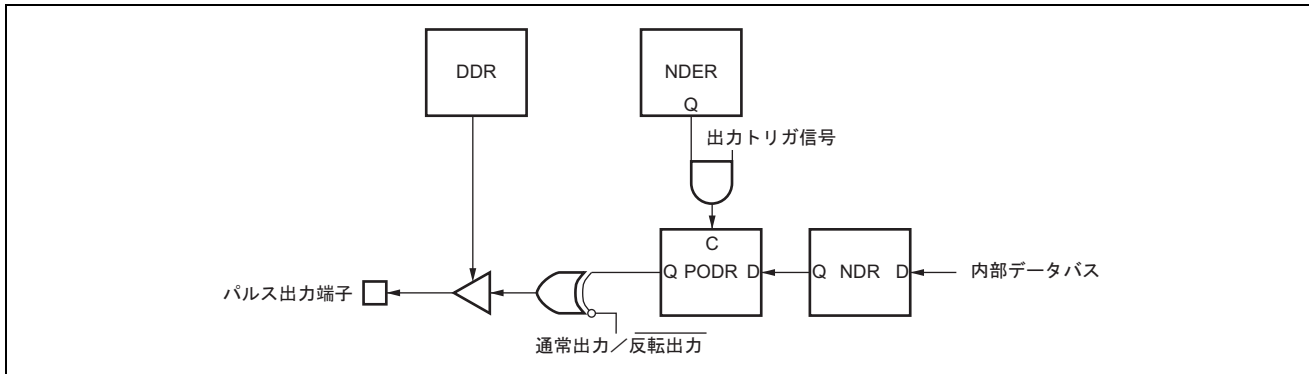 DDR
NDER
Q
出力トリガ信号
C
Q PODR D
Q NDR D
内部データバス
パルス出力端子
通常出力／反転出力